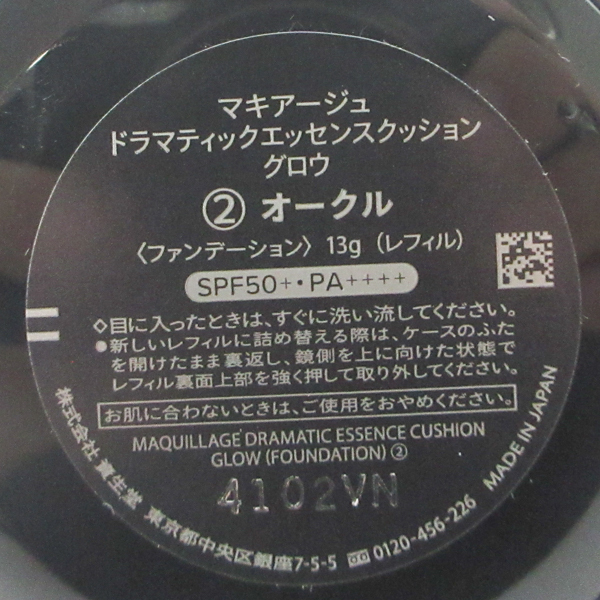 マキアージュ
ドラマティックエッセンスクッション
グロウ
② オークル
〈ファンデーション〉 13g (レフィル)
SPF50+・PA++++
◇目に入ったときは、すぐに洗い流してください。
●新しいレフィルに詰め替える際は、ケースのふた
を開けたまま裏返し、鏡側を上に向けた状態で
レフィル裏面上部を強く押して取り外してください。
お肌に合わないときは、ご使用をおやめください。
MAQUILLAGE DRAMATIC ESSENCE CUSHION
GLOW (FOUNDATION) ②
4102VN
株式会社 資生堂 東京都中央区銀座7-5-5 0120-456-226 MADE IN JAPAN